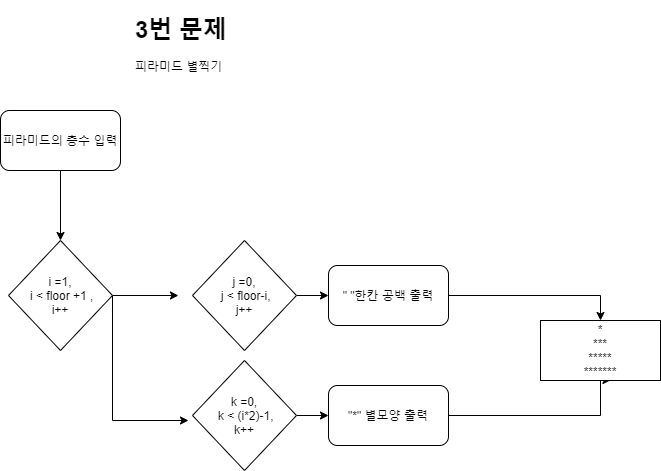 3번 문제
피라미드 별찍기
피라미드의 층수 입력
i =1,
i < floor +1 ,
i++
j =0,
j < floor-i,
j++
" "한칸 공백 출력
*
***
*****
*******
k =0,
k < (i*2)-1,
k++
"*" 별모양 출력